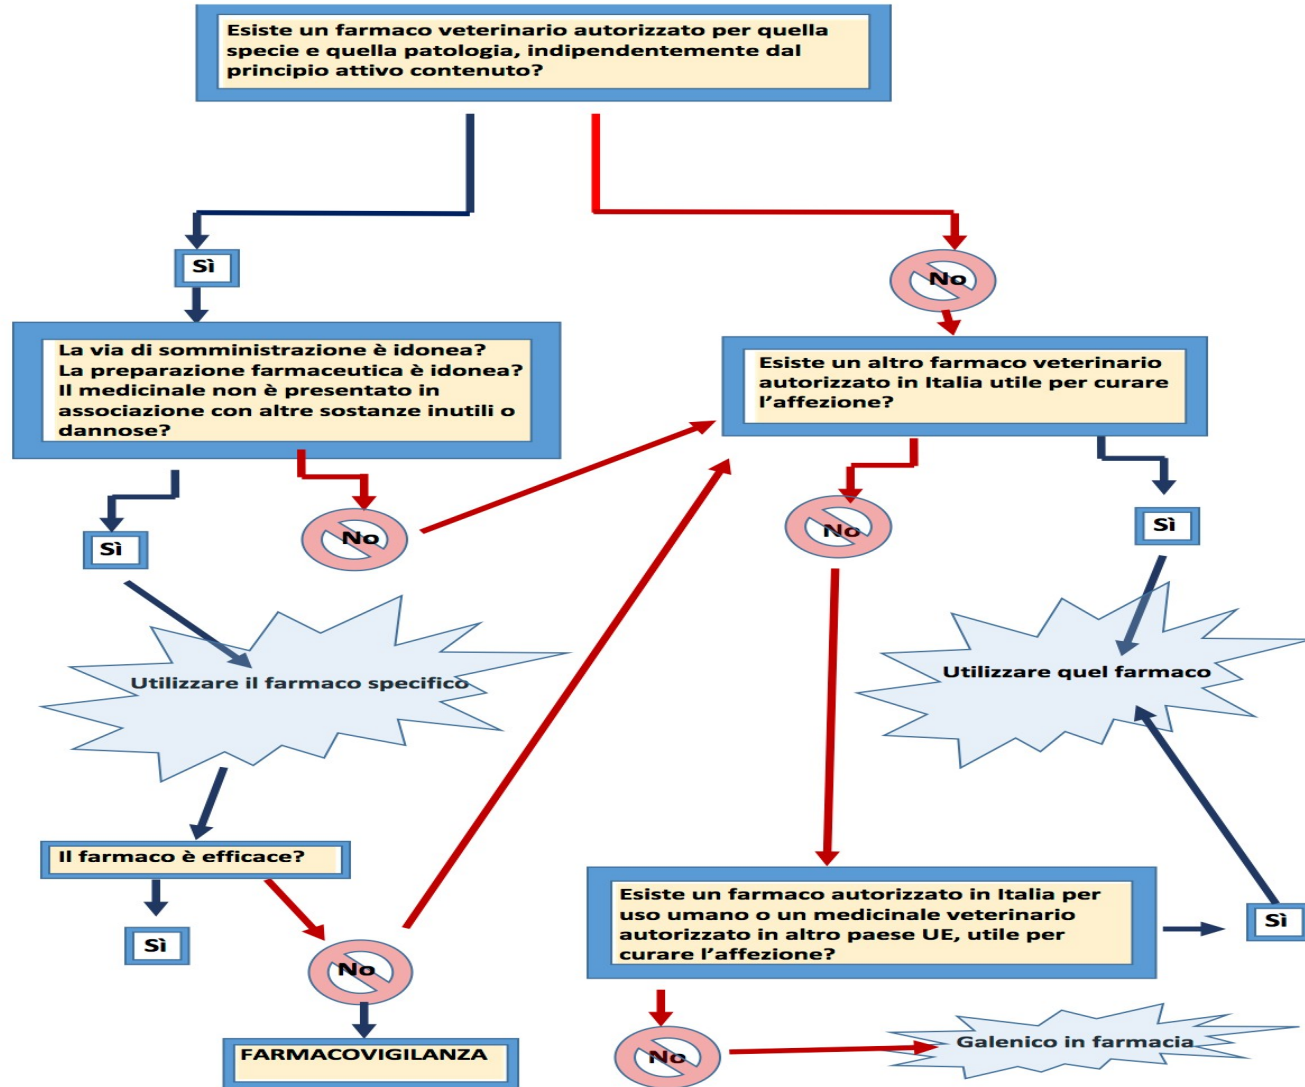 Esiste un farmaco veterinario autorizzato per quella
specie e quella patologia, indipendentemente dal
principio attivo contenuto?
Sì
No
La via di somministrazione è idonea?
La preparazione farmaceutica è idonea?
Il medicinale non è presentato in
associazione con altre sostanze inutili o
dannose?
Esiste un altro farmaco veterinario
autorizzato in Italia utile per curare
l’affezione?
Sì
No
No
Sì
Utilizzare il farmaco specifico
Utilizzare quel farmaco
Il farmaco è efficace?
Sì
No
FARMACOVIGILANZA
Esiste un farmaco autorizzato in Italia per
uso umano o un medicinale veterinario
autorizzato in altro paese UE, utile per
curare l’affezione?
Sì
No
Galenico in farmacia